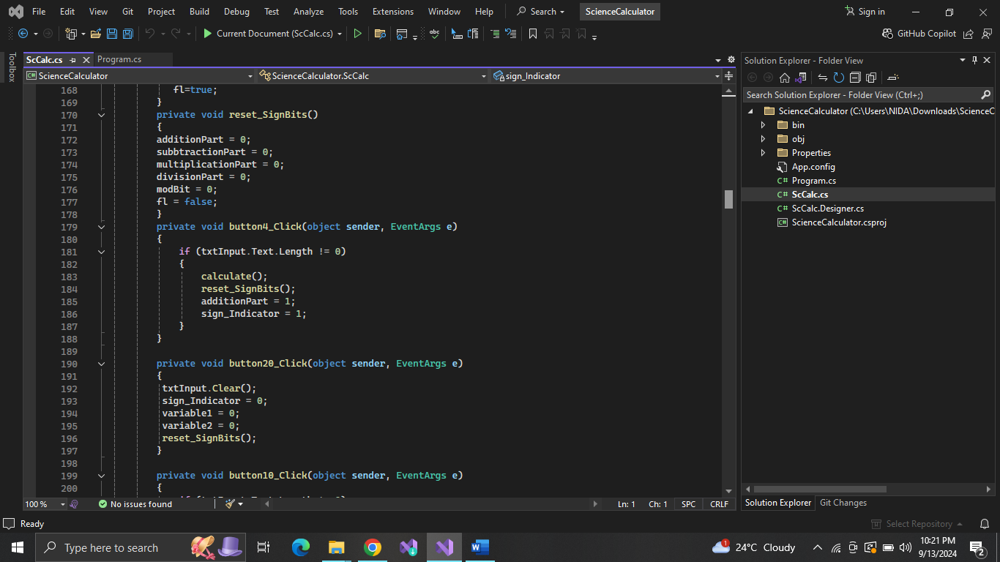 File Edit View Git Project Build Debug Test Analyze Tools Extensions Window Help Search ScienceCalculator Sign in
Current Document (ScCalc.cs) abc GitHub Copilot
Toolbox
ScCalc.cs Program.cs
ScienceCalculator ScienceCalculator.ScCalc sign_Indicator
168 fl=true;
169 }
170 private void reset_SignBits()
171 {
172 additionPart = 0;
173 subbtractionPart = 0;
174 multiplicationPart = 0;
175 divisionPart = 0;
176 modBit = 0;
177 fl = false;
178 }
179 private void button4_Click(object sender, EventArgs e)
180 {
181 if (txtInput.Text.Length != 0)
182 {
183 calculate();
184 reset_SignBits();
185 additionPart = 1;
186 sign_Indicator = 1;
187 }
188 }
189
190 private void button20_Click(object sender, EventArgs e)
191 {
192 txtInput.Clear();
193 sign_Indicator = 0;
194 variable1 = 0;
195 variable2 = 0;
196 reset_SignBits();
197 }
198
199 private void button10_Click(object sender, EventArgs e)
200 {
100 % No issues found Ln: 1 Ch: 1 SPC CRLF
Solution Explorer - Folder View
Search Solution Explorer - Folder View (Ctrl+;)
ScienceCalculator (C:\Users\NIDA\Downloads\ScienceC
bin
obj
Properties
App.config
C# Program.cs
C# ScCalc.cs
C# ScCalc.Designer.cs
ScienceCalculator.csproj
Solution Explorer Git Changes
Ready Select Repository
Type here to search 1 24°C Cloudy 10:21 PM
9/13/2024 2